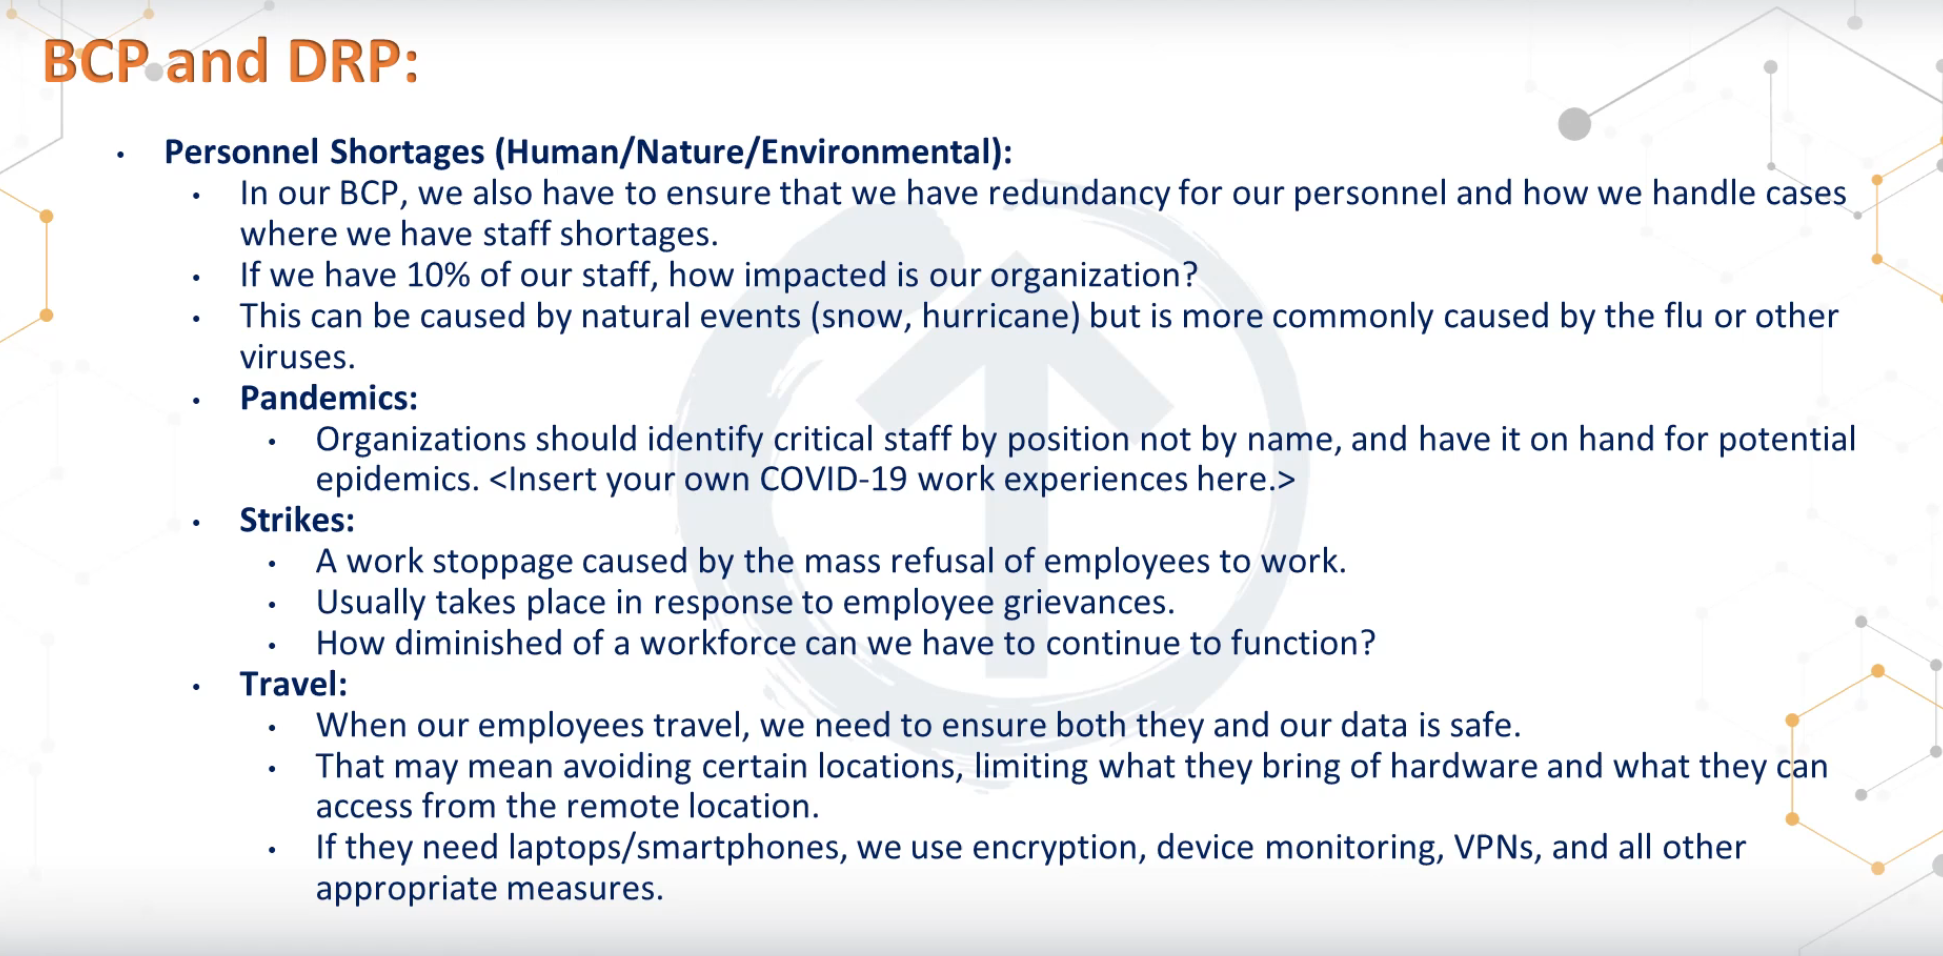 BCP and DRP:
• Personnel Shortages (Human/Nature/Environmental):
• In our BCP, we also have to ensure that we have redundancy for our personnel and how we handle cases
where we have staff shortages.
• If we have 10% of our staff, how impacted is our organization?
• This can be caused by natural events (snow, hurricane) but is more commonly caused by the flu or other
viruses.
• Pandemics:
• Organizations should identify critical staff by position not by name, and have it on hand for potential
epidemics. <Insert your own COVID-19 work experiences here.>
• Strikes:
• A work stoppage caused by the mass refusal of employees to work.
• Usually takes place in response to employee grievances.
• How diminished of a workforce can we have to continue to function?
• Travel:
• When our employees travel, we need to ensure both they and our data is safe.
• That may mean avoiding certain locations, limiting what they bring of hardware and what they can
access from the remote location.
• If they need laptops/smartphones, we use encryption, device monitoring, VPNs, and all other
appropriate measures.